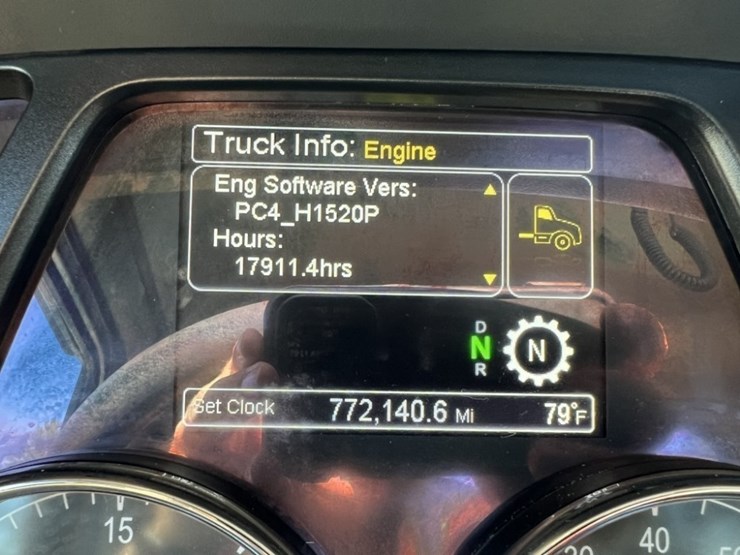 Truck Info: Engine
Eng Software Vers:
PC4_H1520P
Hours:
17911.4hrs
D
N N
R
Set Clock 772,140.6 Mi 79°F
15
40